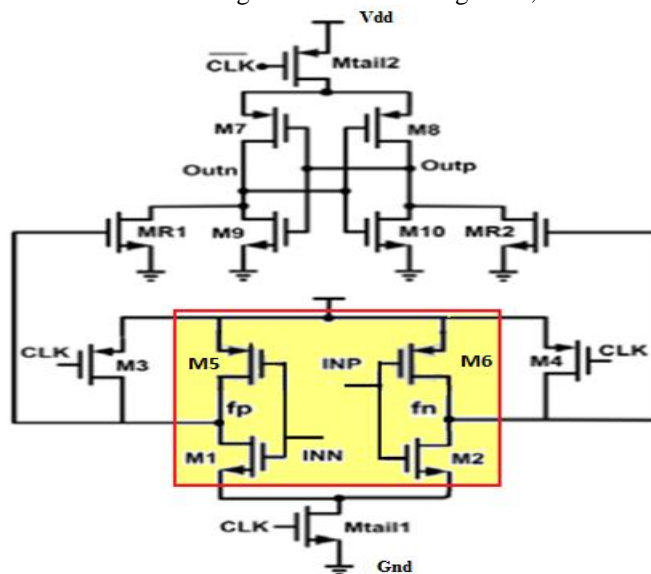 Vdd
CLK
Mtail2
M7
M8
Outn
Outp
MR1
M9
M10
MR2
CLK
M3
M5
INP
M6
M4
CLK
fp
fn
M1
INN
M2
CLK
Mtail1
Gnd